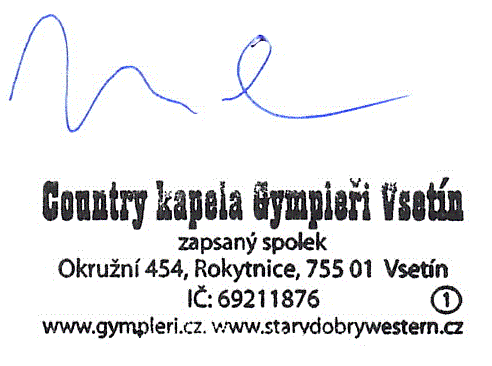 Country kapela Gympleři Vsetín
zapsaný spolek
Okružní 454, Rokytnice, 755 01 Vsetín
IČ: 69211876 1
www.gympleri.cz. www.starydobrywestern.cz